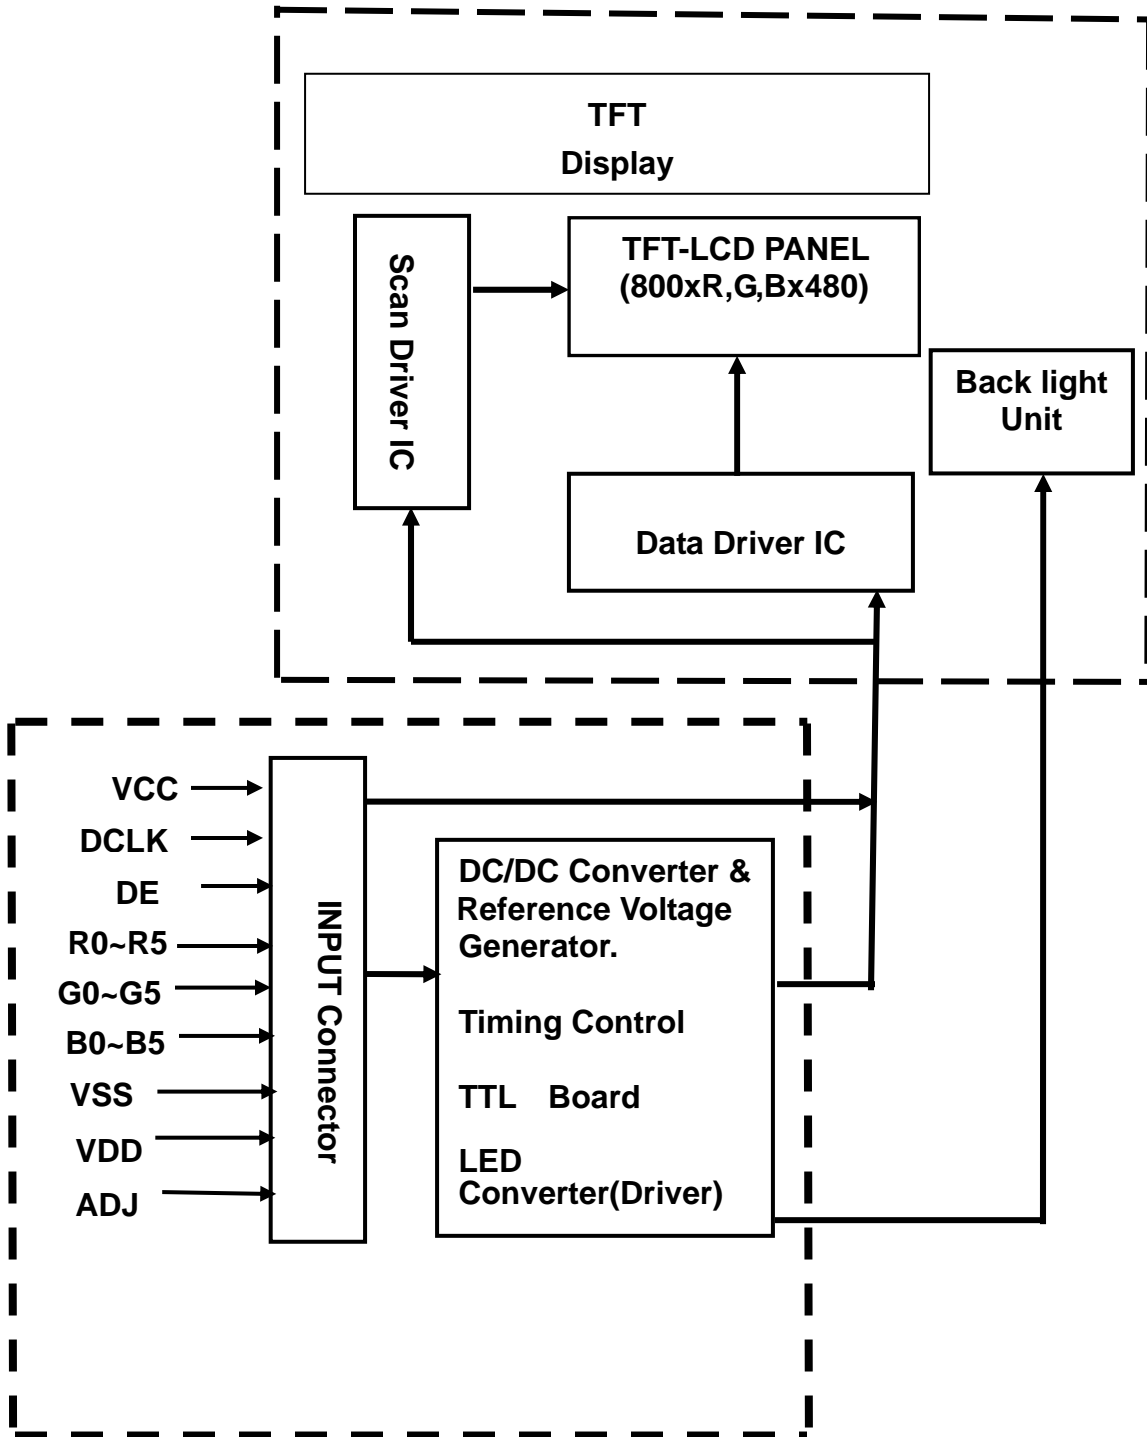 TFT
Display
Scan Driver IC
TFT-LCD PANEL
(800xR,G,Bx480)
Back light
Unit
Data Driver IC
VCC
DCLK
DE
R0~R5
G0~G5
B0~B5
VSS
VDD
ADJ
INPUT Connector
DC/DC Converter &
Reference Voltage
Generator.
Timing Control
TTL Board
LED
Converter(Driver)